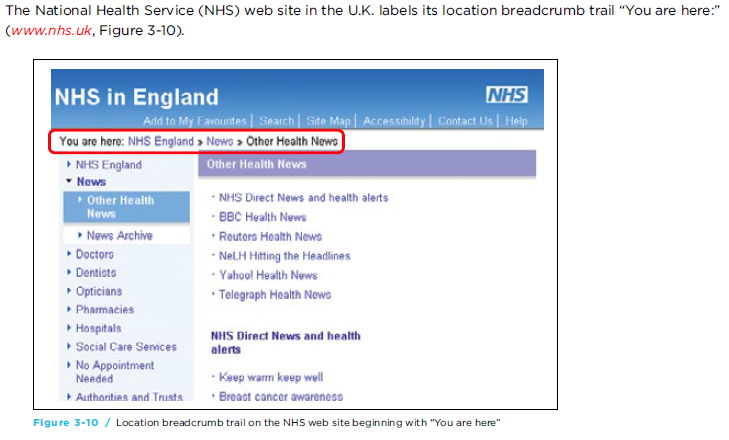 The National Health Service (NHS) web site in the U.K. labels its location breadcrumb trail “You are here:”
(www.nhs.uk, Figure 3-10).
NHS in England
NHS
Add to My Favourites | Search | Site Map | Accessibility | Contact Us | Help
You are here: NHS England » News » Other Health News
NHS England
News
Other Health
News
News Archive
Doctors
Dentists
Opticians
Pharmacies
Hospitals
Social Care Services
No Appointment
Needed
Authorities and Trusts
Other Health News
· NHS Direct News and health alerts
· BBC Health News
· Reuters Health News
· NeLH Hitting the Headlines
· Yahoo! Health News
· Telegraph Health News
NHS Direct News and health
alerts
· Keep warm keep well
· Breast cancer awareness
Figure 3-10 / Location breadcrumb trail on the NHS web site beginning with “You are here”